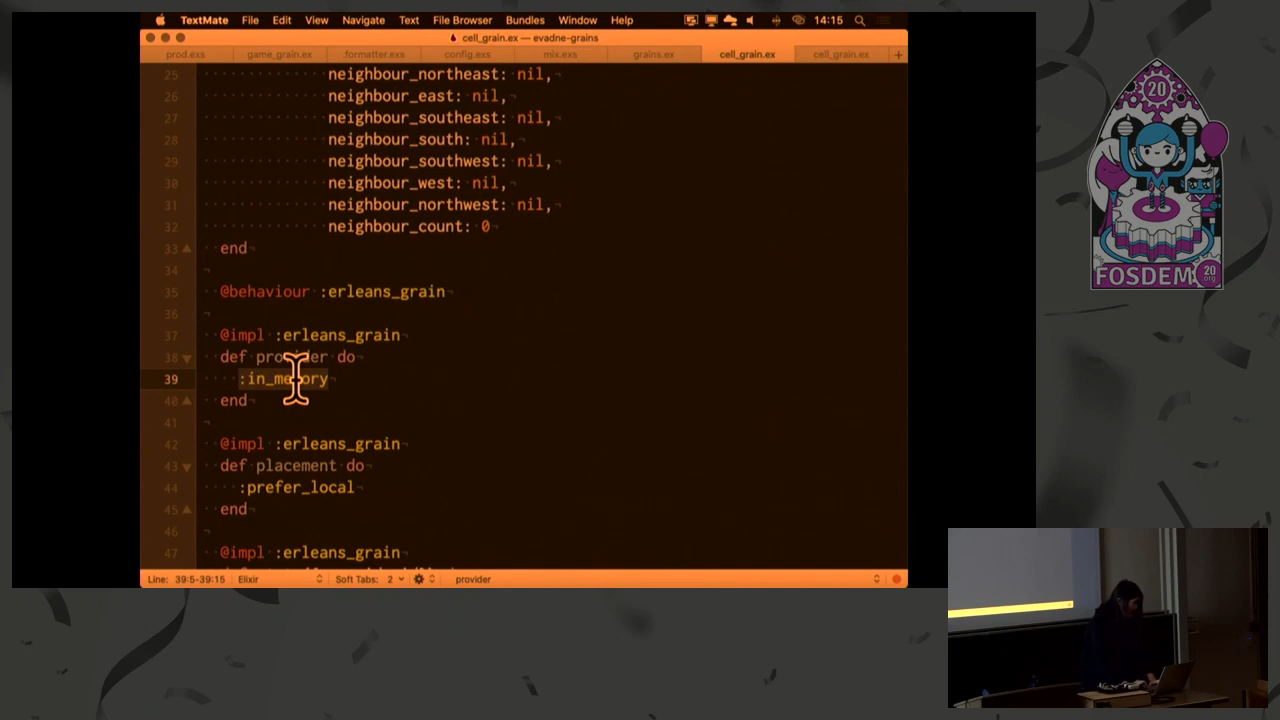 TextMate File Edit View Navigate Text File Browser Bundles Window Help 14:15
cell_grain.ex — evadne-grains
prod.exs game_grain.ex .formatter.exs config.exs mix.exs grains.ex cell_grain.ex cell_grain.ex +
25 neighbour_northeast: nil,
26 neighbour_east: nil,
27 neighbour_southeast: nil,
28 neighbour_south: nil,
29 neighbour_southwest: nil,
30 neighbour_west: nil,
31 neighbour_northwest: nil,
32 neighbour_count: 0
33 end
34
35 @behaviour :erleans_grain
36
37 @impl :erleans_grain
38 def provider do
39 :in_memory
40 end
41
42 @impl :erleans_grain
43 def placement do
44 :prefer_local
45 end
46
47 @impl :erleans_grain
Line: 39:5-39:15 Elixir Soft Tabs: 2 provider
20
FOSDEM 20
.org